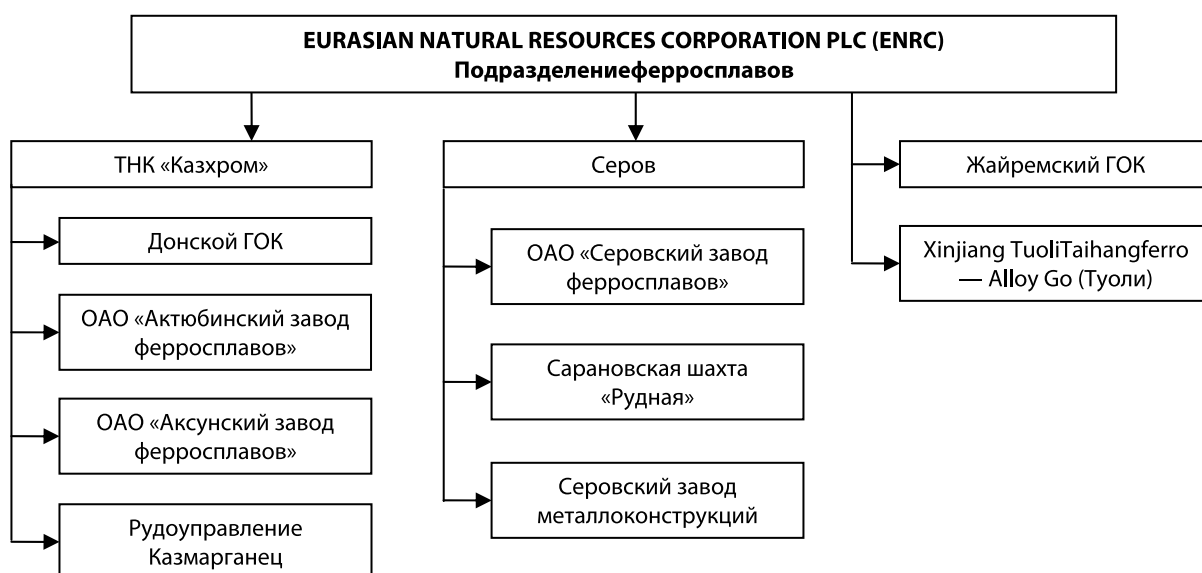 EURASIAN NATURAL RESOURCES CORPORATION PLC (ENRC)
Подразделениеферросплавов
ТНК «Казхром»
Донской ГОК
ОАО «Актюбинский завод
ферросплавов»
ОАО «Аксунский завод
ферросплавов»
Рудоуправление
Казмарганец
Серов
ОАО «Серовский завод
ферросплавов»
Сарановская шахта
«Рудная»
Серовский завод
металлоконструкций
Жайремский ГОК
Xinjiang TuoliTaihangferro
— Alloy Go (Туоли)